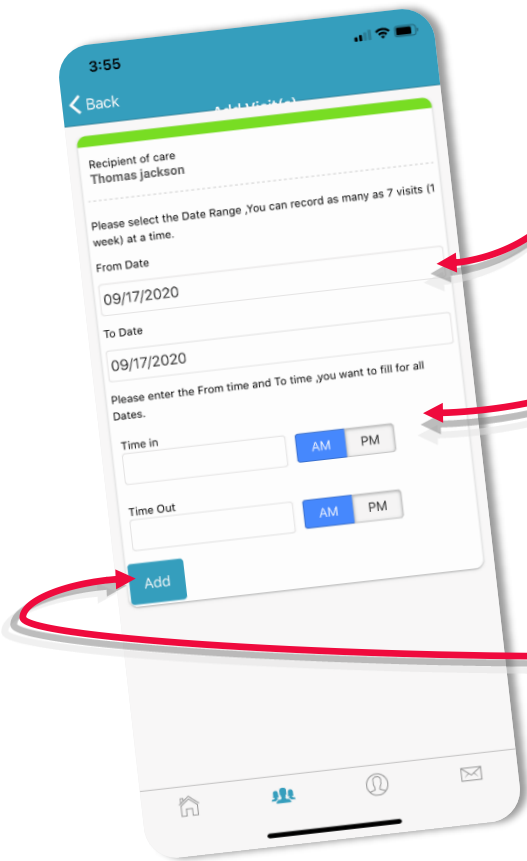 3:55
Back
Add Visit(s)
Recipient of care
Thomas jackson
Please select the Date Range ,You can record as many as 7 visits (1
week) at a time.
From Date
09/17/2020
To Date
09/17/2020
Please enter the From time and To time ,you want to fill for all
Dates.
Time in
AM PM
Time Out
AM PM
Add